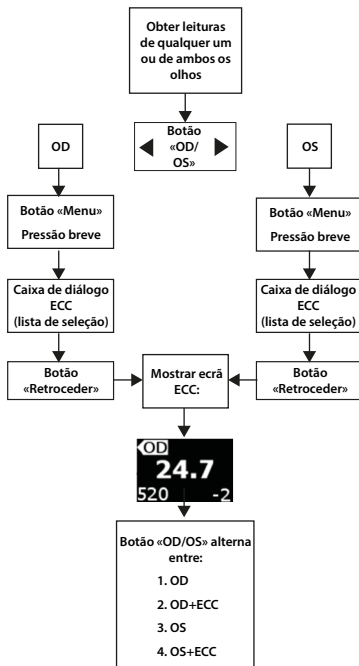 Obter leituras
de qualquer um
ou de ambos os
olhos
Botão
«OD/
OS»
OD
OS
Botão «Menu»
Pressão breve
Botão «Menu»
Pressão breve
Caixa de diálogo
ECC
(lista de seleção)
Caixa de diálogo
ECC
(lista de seleção)
Botão
«Retroceder»
Mostrar ecrã
ECC:
Botão
«Retroceder»
OD
24.7
520 -2
Botão «OD/OS» alterna
entre:
1. OD
2. OD+ECC
3. OS
4. OS+ECC